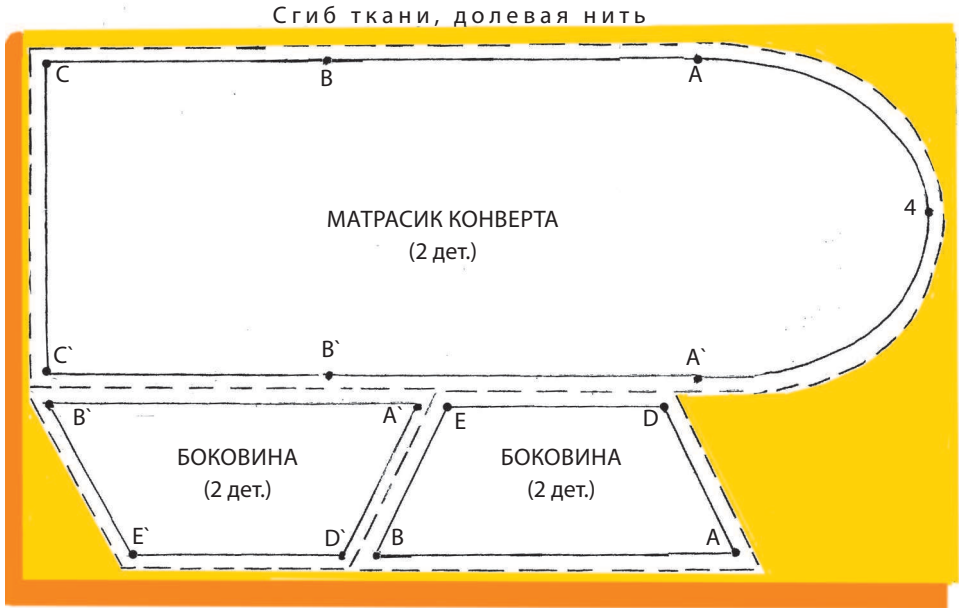 Сгиб ткани, долевая нить
C
B
A
4
МАТРАСИК КОНВЕРТА
(2 дет.)
C`
B`
A`
B`
A`
E
D
БОКОВИНА
(2 дет.)
БОКОВИНА
(2 дет.)
E`
D`
B
A